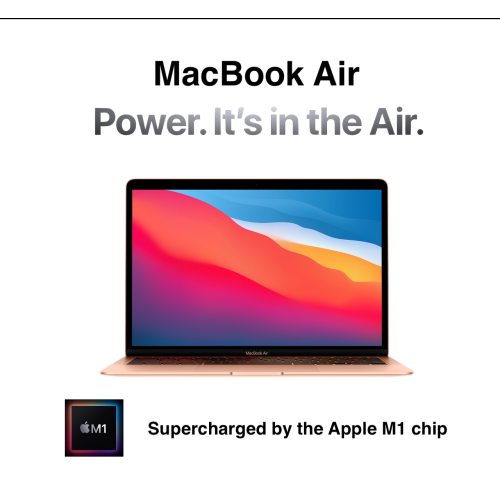 MacBook Air
Power. It's in the Air.
MacBook Air
M1
Supercharged by the Apple M1 chip